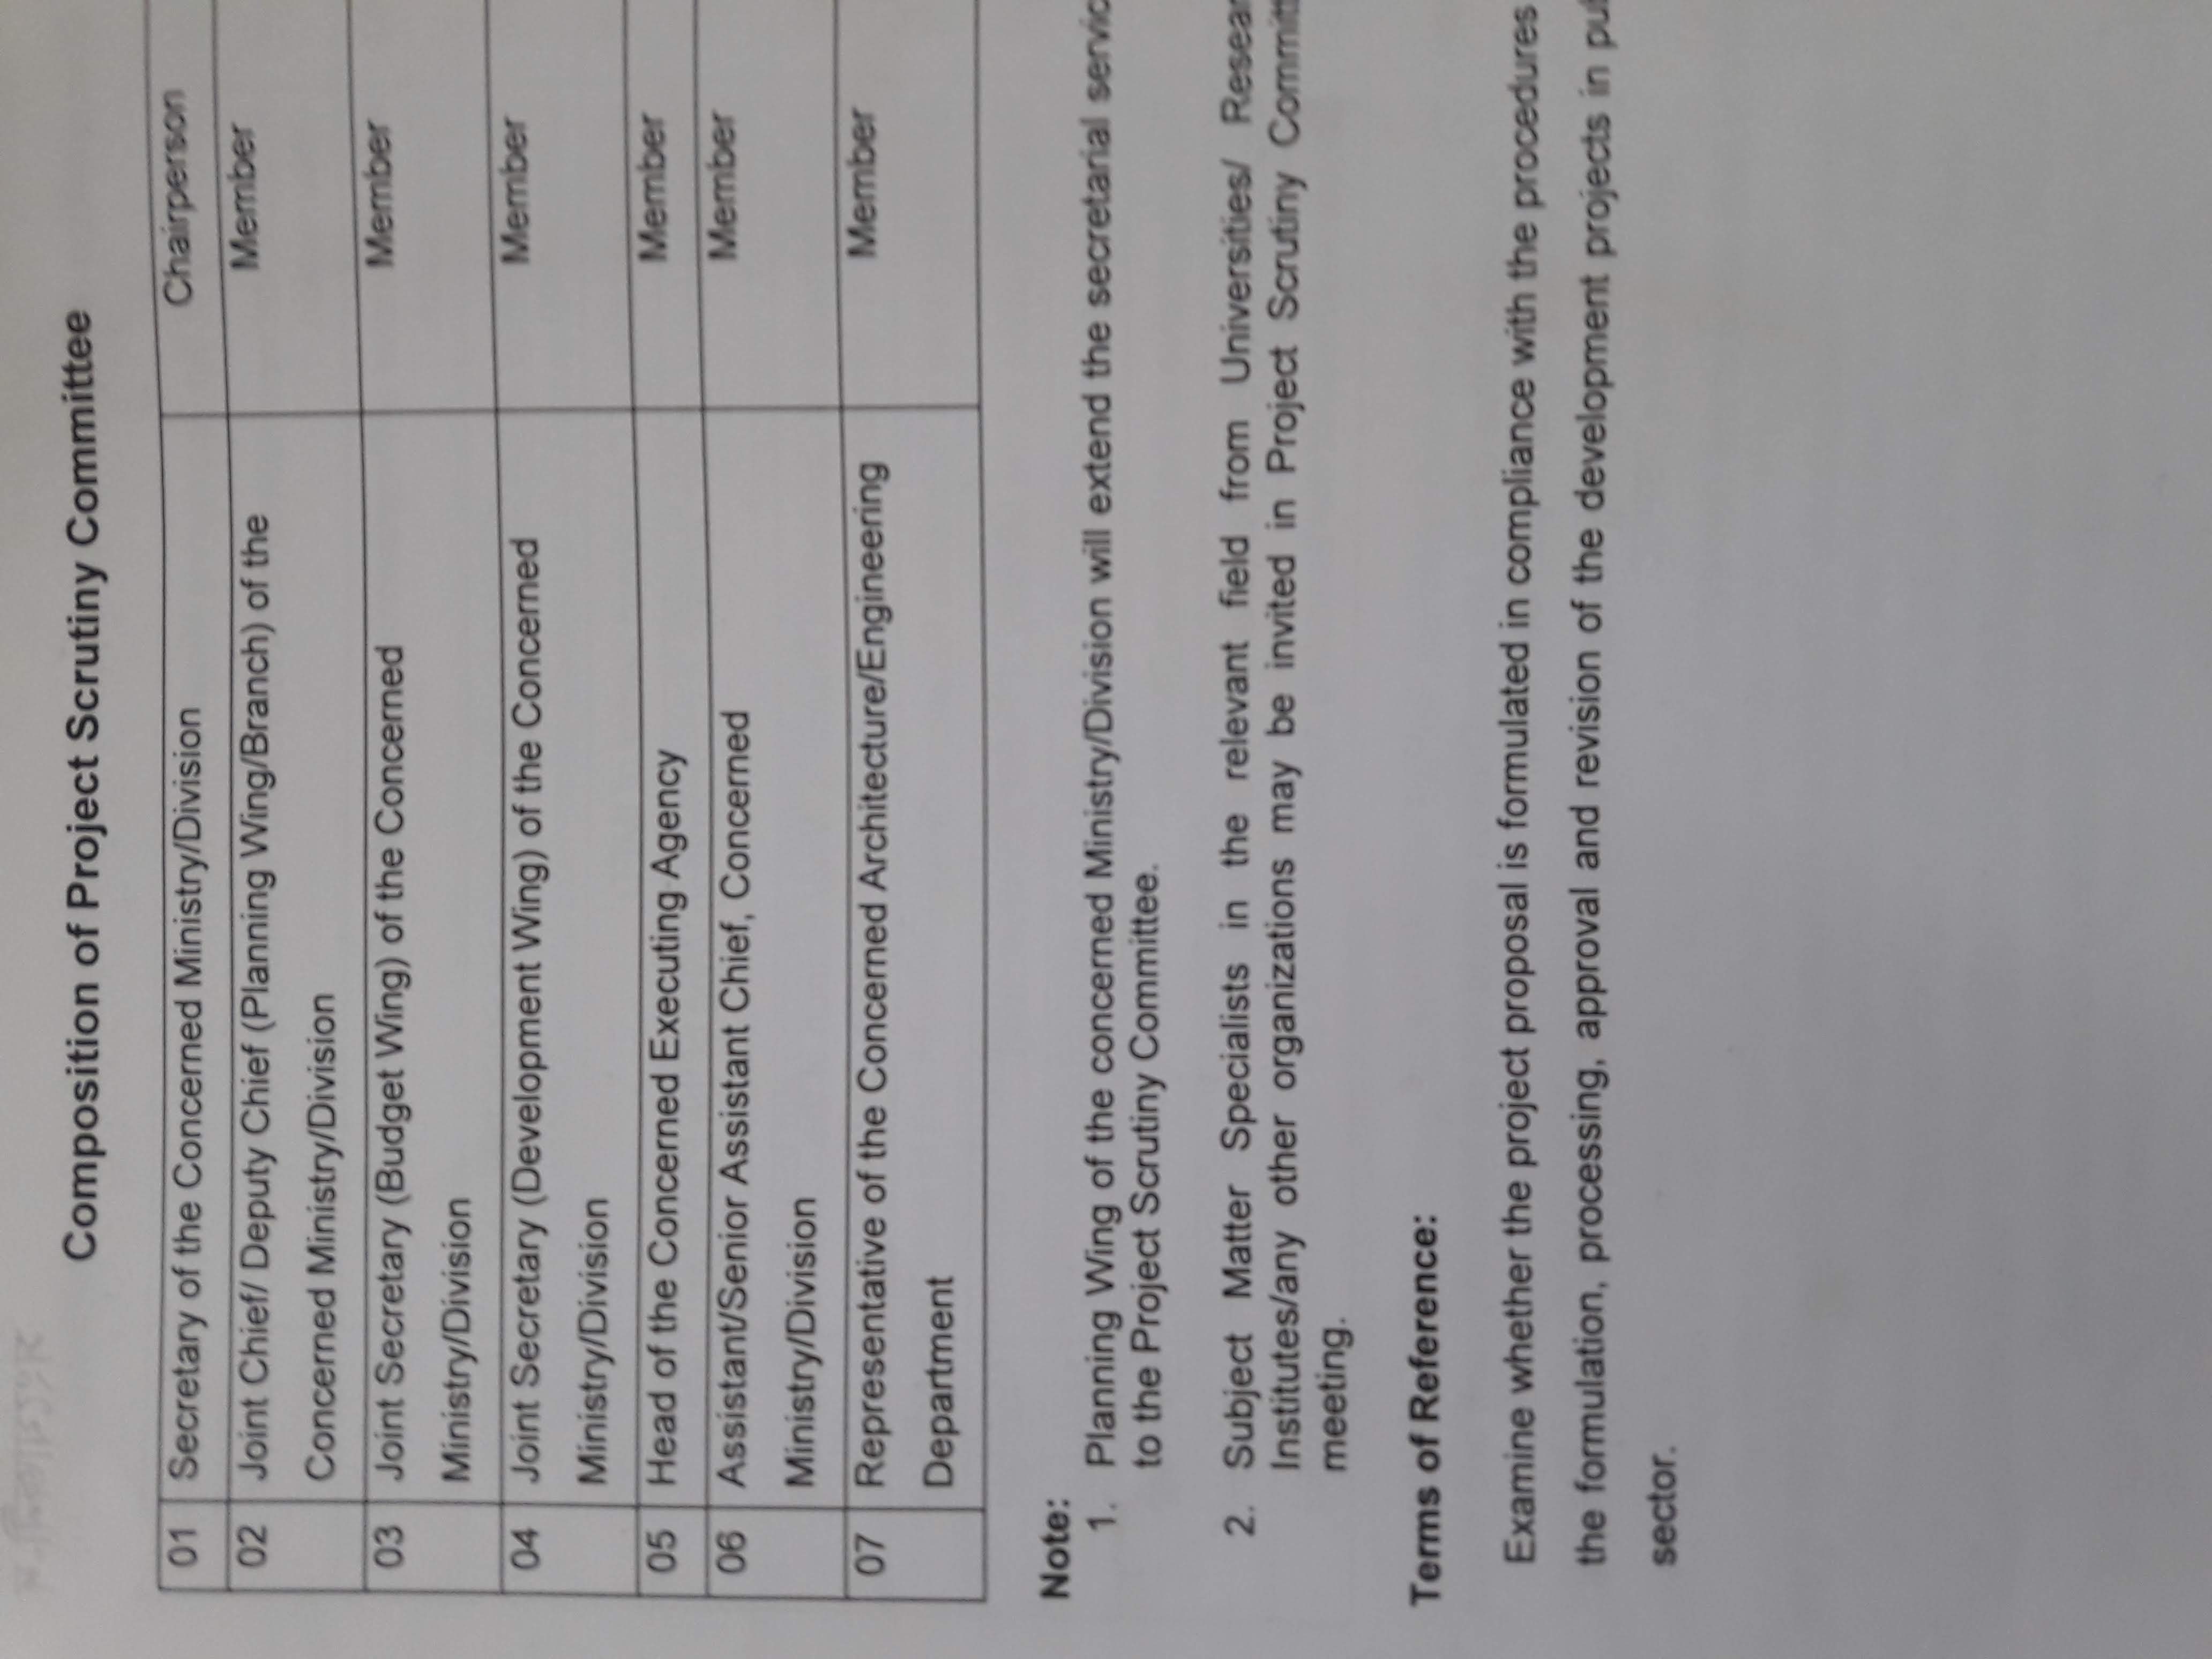 Composition of Project Scrutiny Committee
01 Secretary of the Concerned Ministry/Division Chairperson
02 Joint Chief/ Deputy Chief (Planning Wing/Branch) of the Member
Concerned Ministry/Division
03 Joint Secretary (Budget Wing) of the Concerned Member
Ministry/Division
04 Joint Secretary (Development Wing) of the Concerned Member
Ministry/Division
05 Head of the Concerned Executing Agency Member
06 Assistant/Senior Assistant Chief, Concerned Member
Ministry/Division
07 Representative of the Concerned Architecture/Engineering Member
Department
Note:
1. Planning Wing of the concerned Ministry/Division will extend the secretarial servic
to the Project Scrutiny Committee.
2. Subject Matter Specialists in the relevant field from Universities/ Resear
Institutes/any other organizations may be invited in Project Scrutiny Committ
meeting.
Terms of Reference:
Examine whether the project proposal is formulated in compliance with the procedures
the formulation, processing, approval and revision of the development projects in pu
sector.